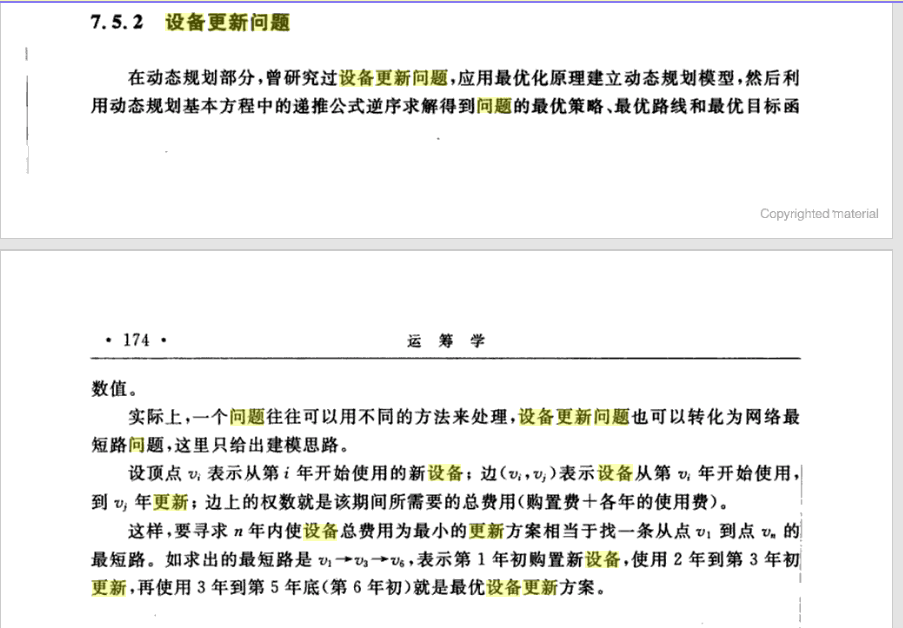 7.5.2 设备更新问题
在动态规划部分,曾研究过设备更新问题,应用最优化原理建立动态规划模型,然后利
用动态规划基本方程中的递推公式逆序求解得到问题的最优策略、最优路线和最优目标函
Copyrighted material
• 174 •
运 筹 学
数值。
实际上,一个问题往往可以用不同的方法来处理,设备更新问题也可以转化为网络最
短路问题,这里只给出建模思路。
设顶点 vᵢ 表示从第 i 年开始使用的新设备；边(vᵢ,vⱼ)表示设备从第 vᵢ 年开始使用,
到 vⱼ 年更新；边上的权数就是该期间所需要的总费用(购置费+各年的使用费)。
这样,要寻求 n 年内使设备总费用为最小的更新方案相当于找一条从点 v₁ 到点 vₙ 的
最短路。如求出的最短路是 v₁→v₃→v₆,表示第 1 年初购置新设备,使用 2 年到第 3 年初
更新,再使用 3 年到第 5 年底(第 6 年初)就是最优设备更新方案。